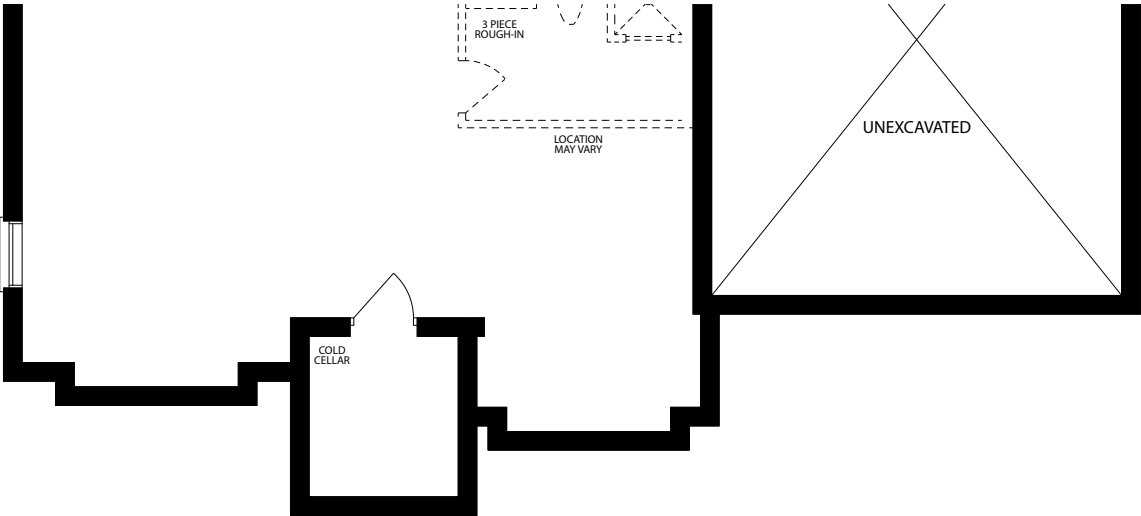 3 PIECE
ROUGH-IN
LOCATION
MAY VARY
UNEXCAVATED
COLD
CELLAR